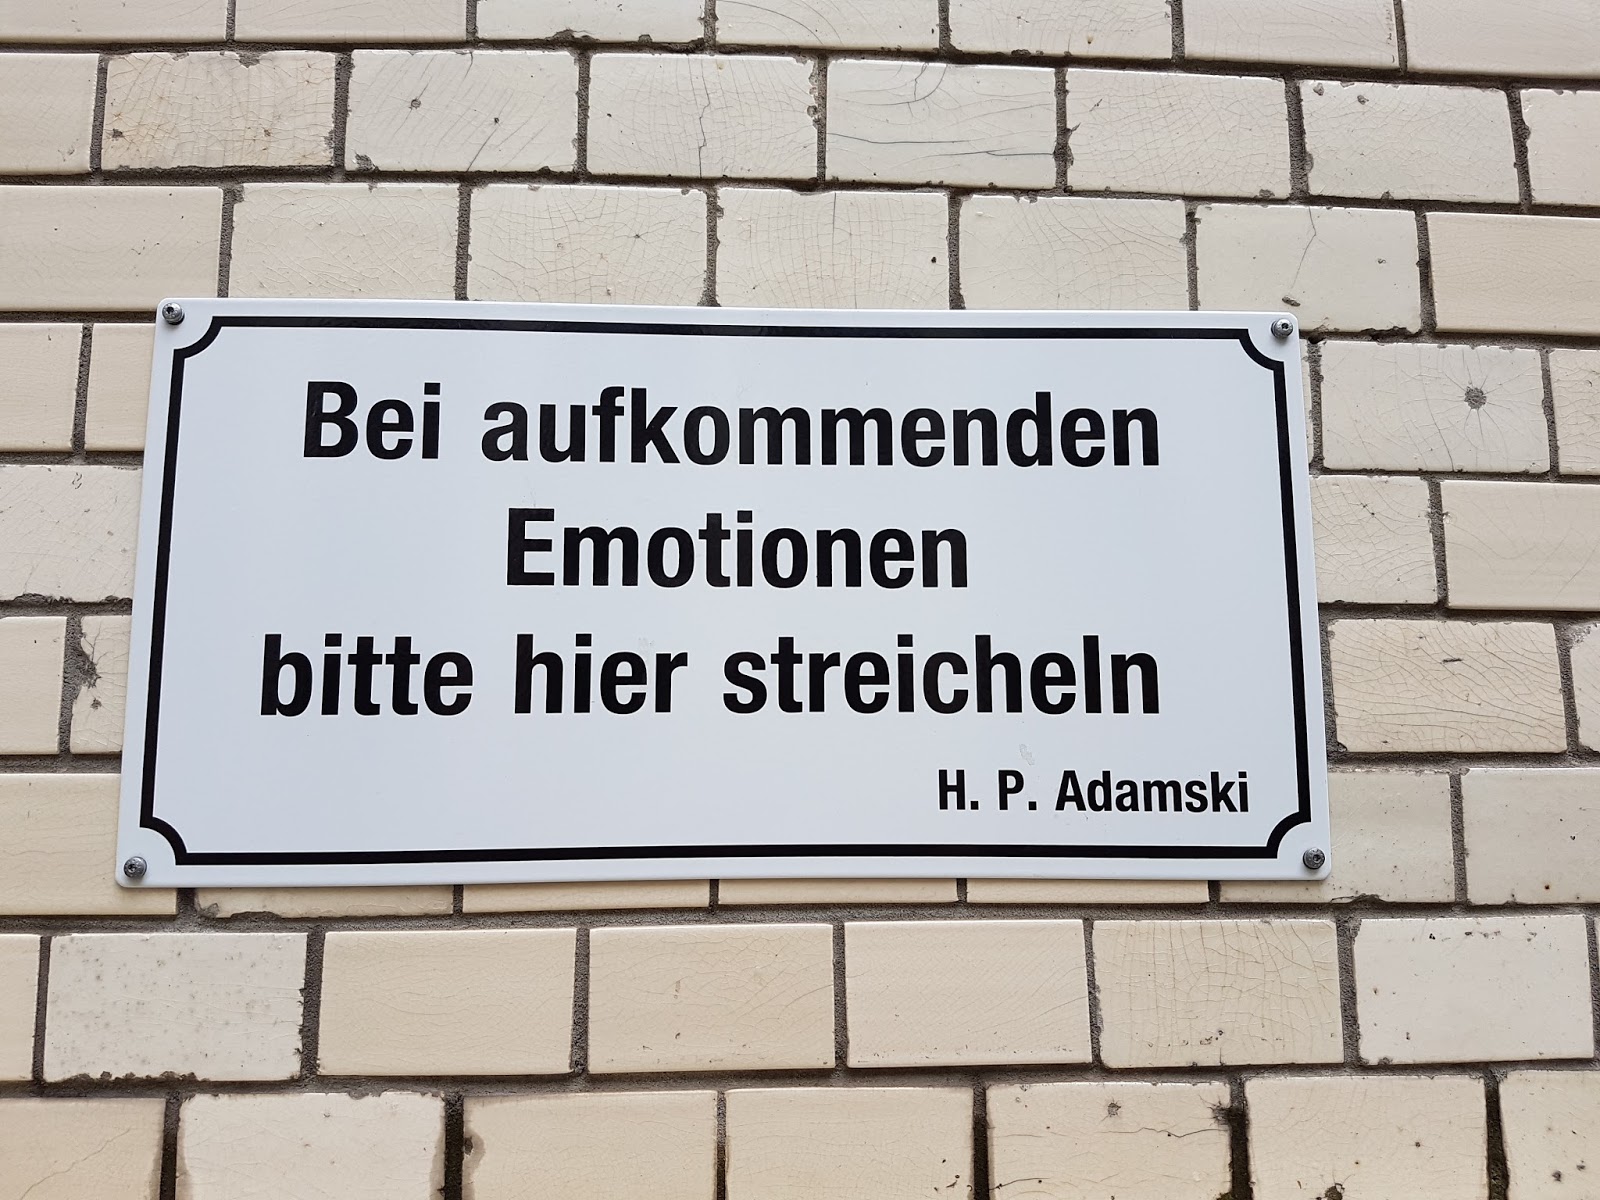 Bei aufkommenden
Emotionen
bitte hier streicheln
H. P. Adamski